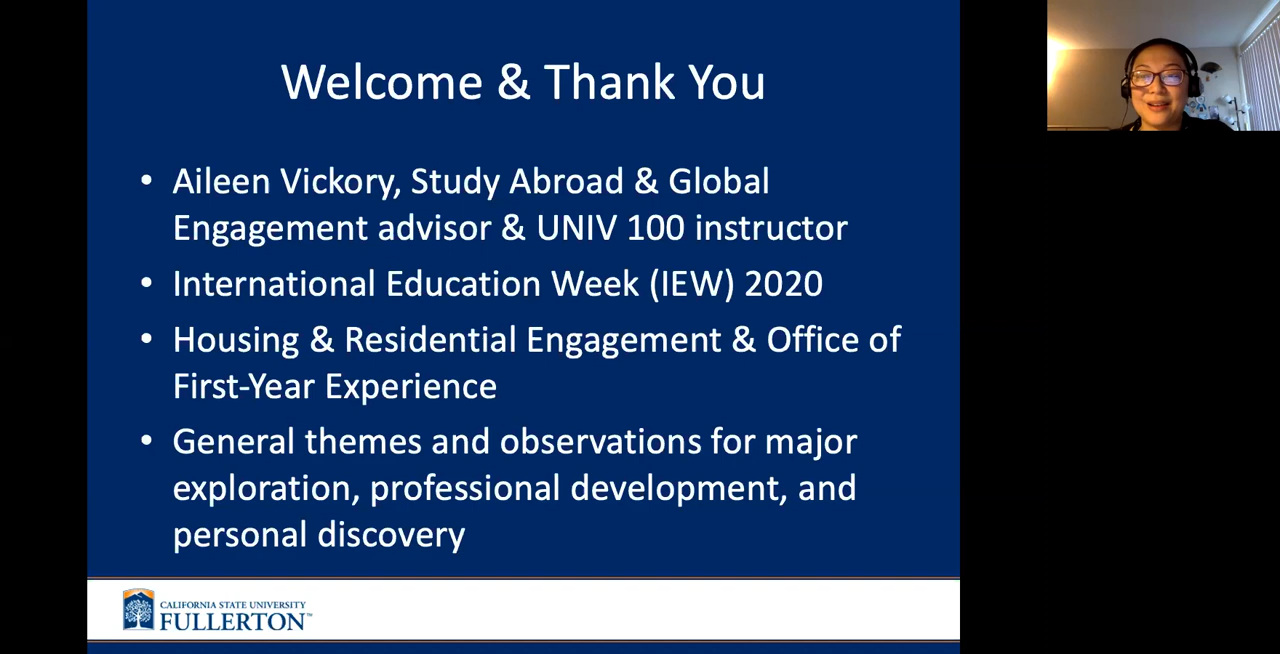 Welcome & Thank You
• Aileen Vickory, Study Abroad & Global
Engagement advisor & UNIV 100 instructor
• International Education Week (IEW) 2020
• Housing & Residential Engagement & Office of
First-Year Experience
• General themes and observations for major
exploration, professional development, and
personal discovery
CALIFORNIA STATE UNIVERSITY
FULLERTON™